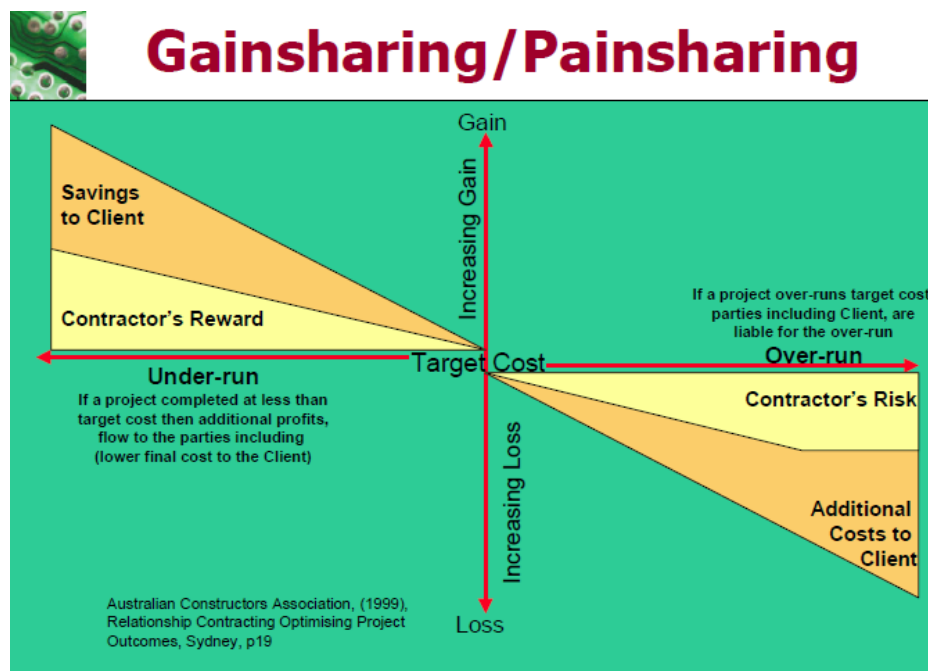 Gainsharing/Painsharing
Gain
Increasing Gain
Savings
to Client
Contractor's Reward
If a project over-runs target cost
parties including Client, are
liable for the over-run
Over-run
Target Cost
Under-run
If a project completed at less than
target cost then additional profits,
flow to the parties including
(lower final cost to the Client)
Contractor's Risk
Increasing Loss
Additional
Costs to
Client
Loss
Australian Constructors Association, (1999),
Relationship Contracting Optimising Project
Outcomes, Sydney, p19